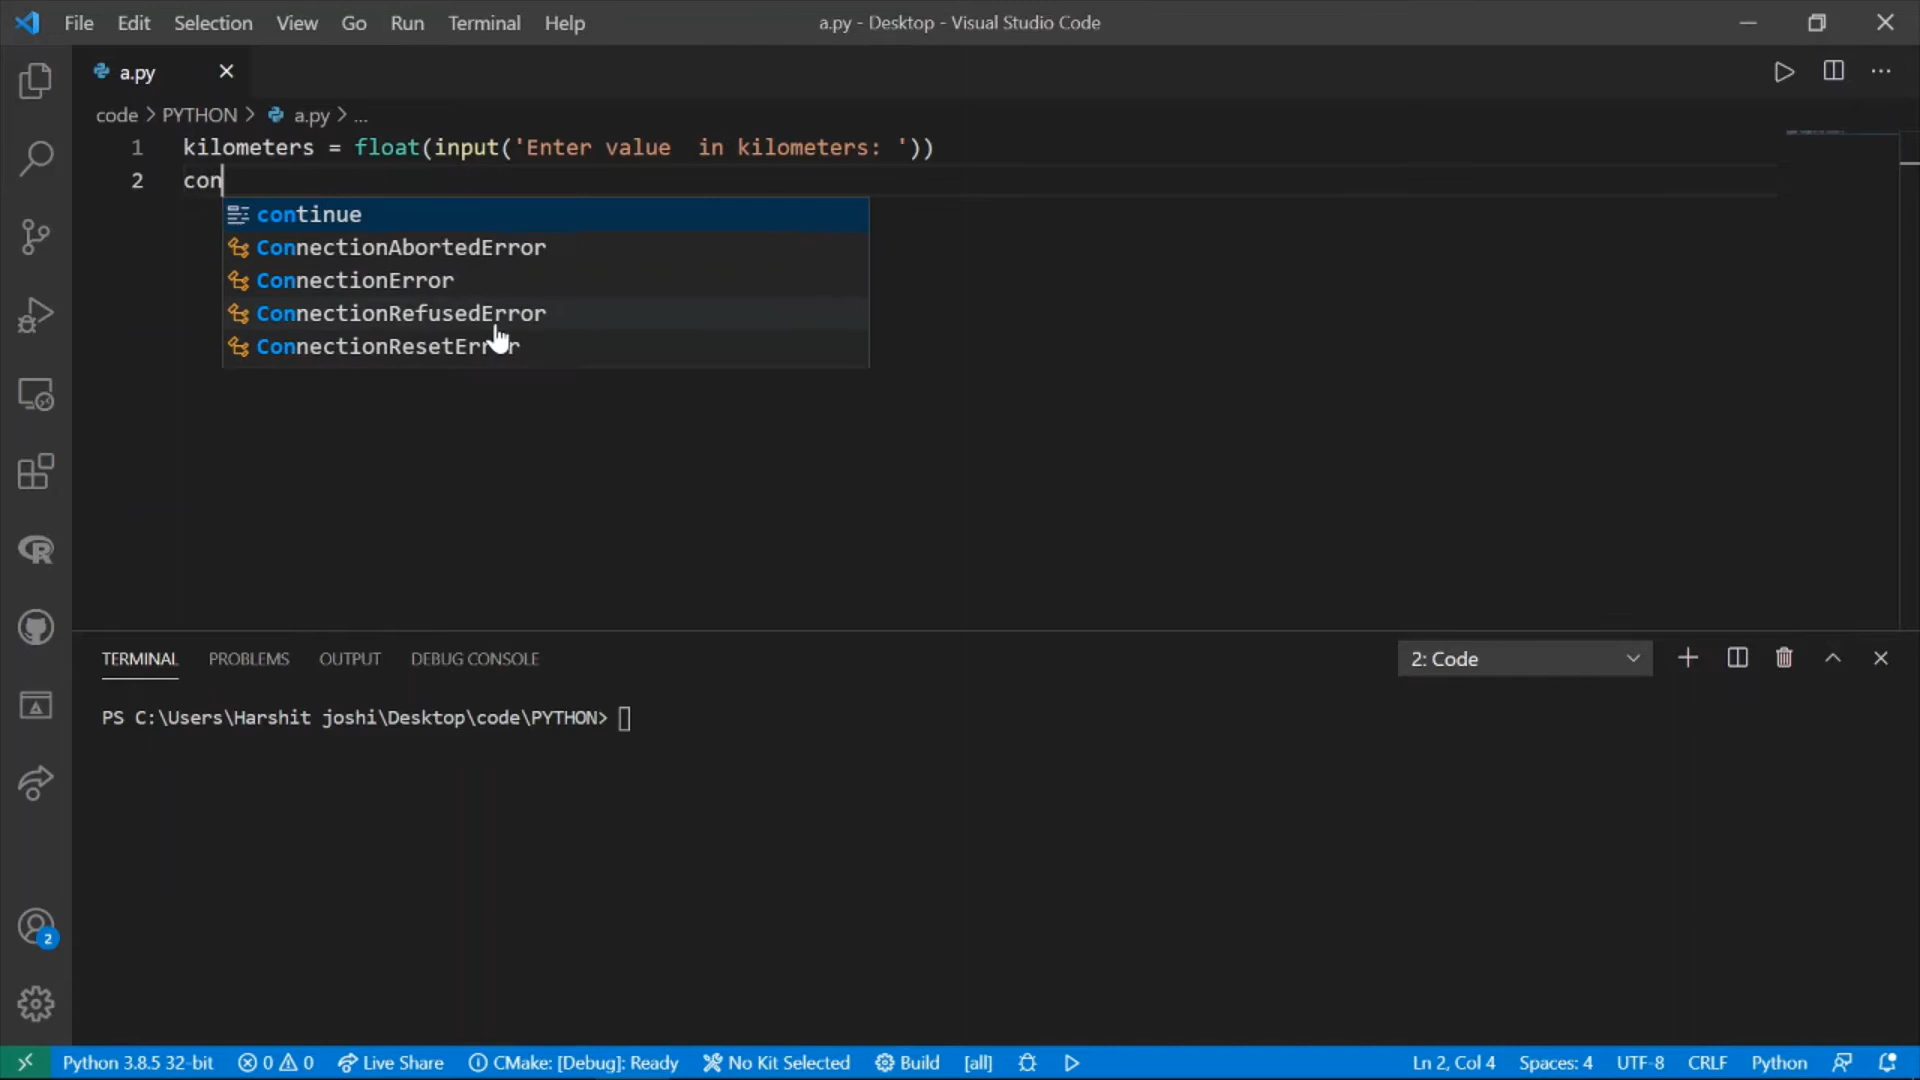 File Edit Selection View Go Run Terminal Help a.py - Desktop - Visual Studio Code
a.py
code > PYTHON > a.py > ...
1 kilometers = float(input('Enter value  in kilometers: '))
2 con
continue
ConnectionAbortedError
ConnectionError
ConnectionRefusedError
ConnectionResetError
TERMINAL PROBLEMS OUTPUT DEBUG CONSOLE 2: Code
PS C:\Users\Harshit joshi\Desktop\code\PYTHON>
2
Python 3.8.5 32-bit 0 0 Live Share CMake: [Debug]: Ready No Kit Selected Build [all] Ln 2, Col 4 Spaces: 4 UTF-8 CRLF Python